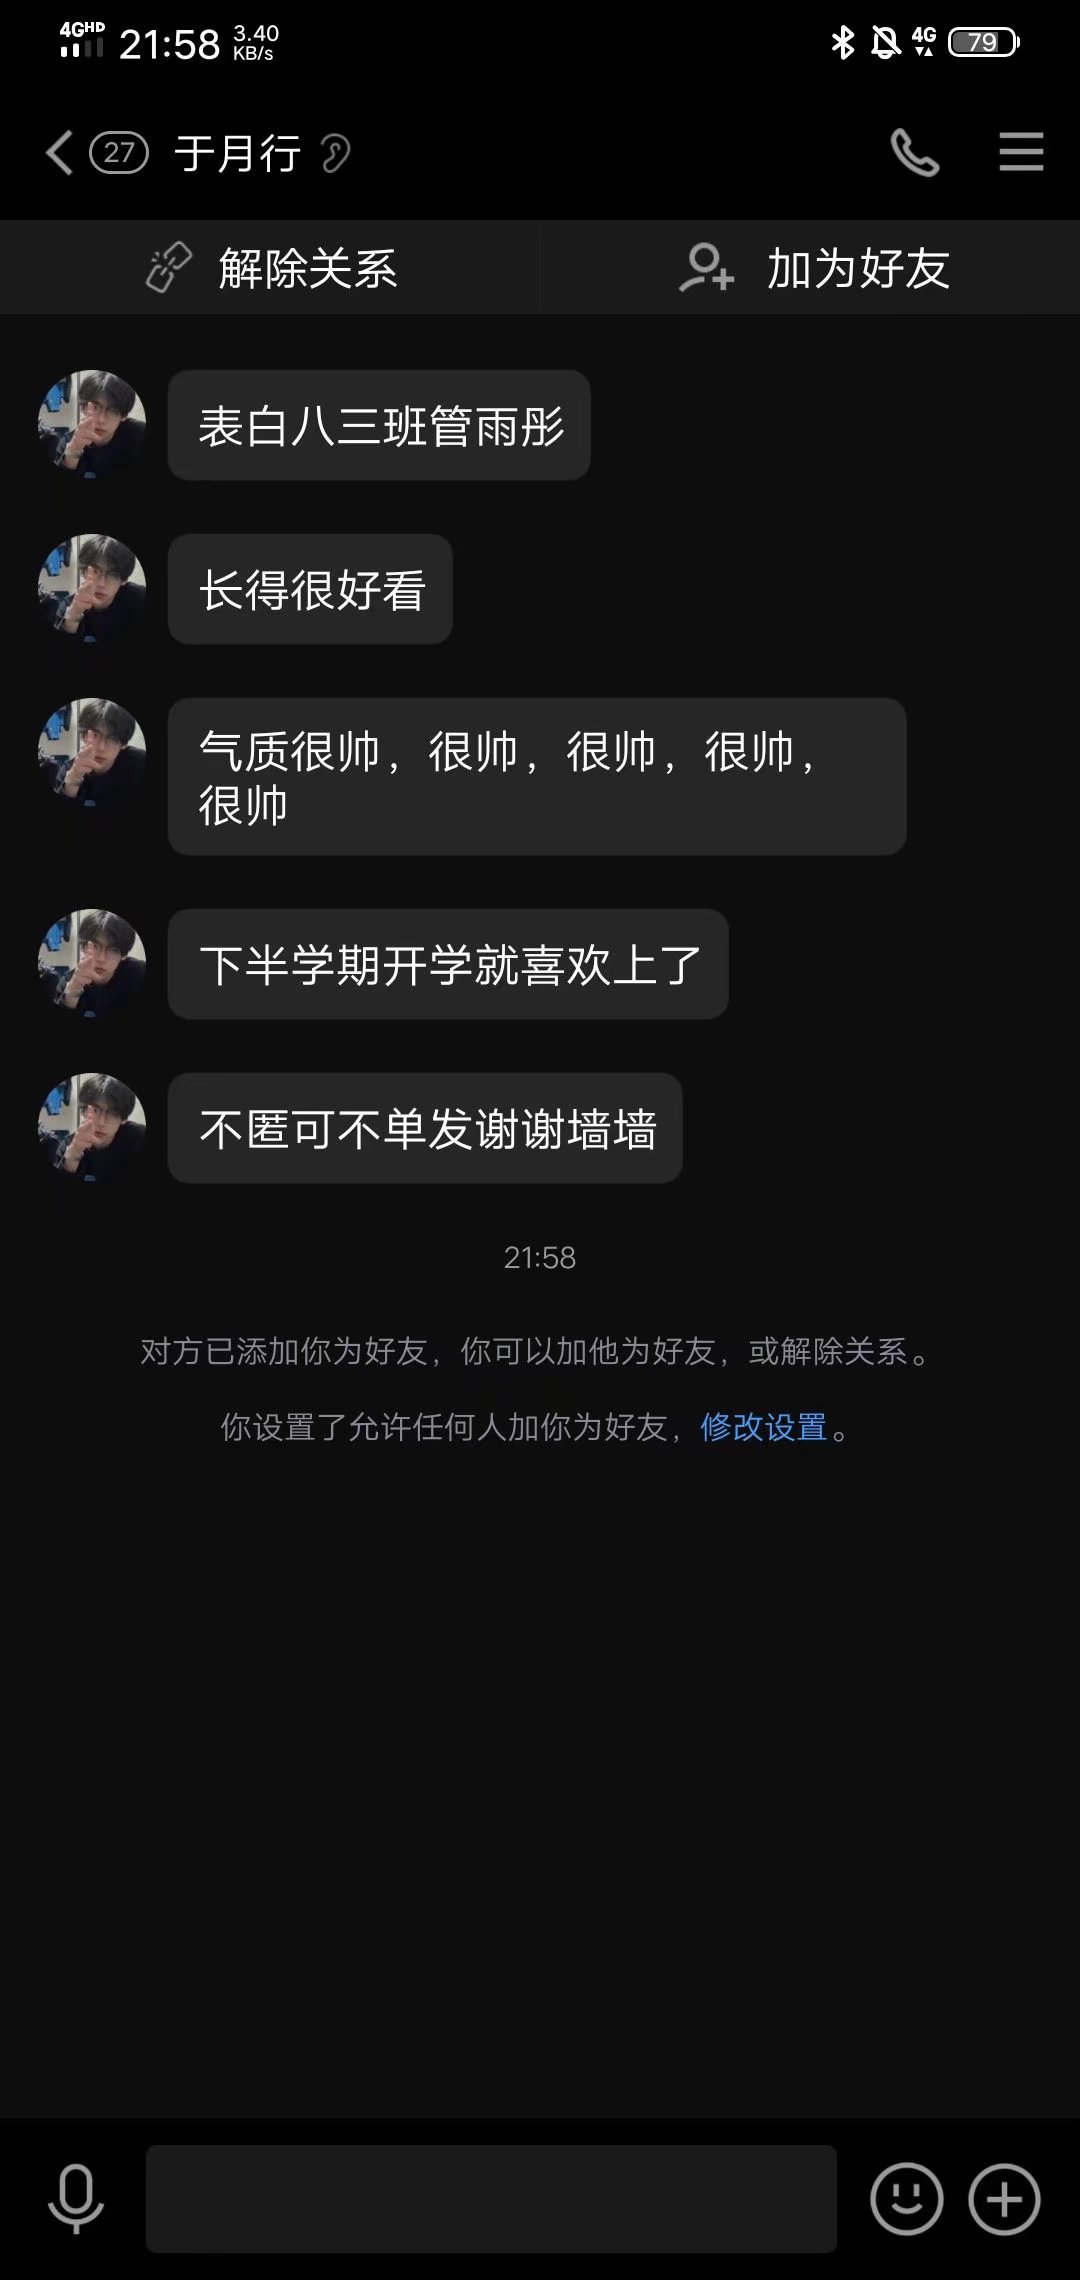 4GHD 21:58 3.40 KB/s 4G 79
27 于月行
解除关系 加为好友
表白八三班管雨彤
长得很好看
气质很帅，很帅，很帅，很帅，
很帅
下半学期开学就喜欢上了
不匿可不单发谢谢墙墙
21:58
对方已添加你为好友，你可以加他为好友，或解除关系。
你设置了允许任何人加你为好友，修改设置。